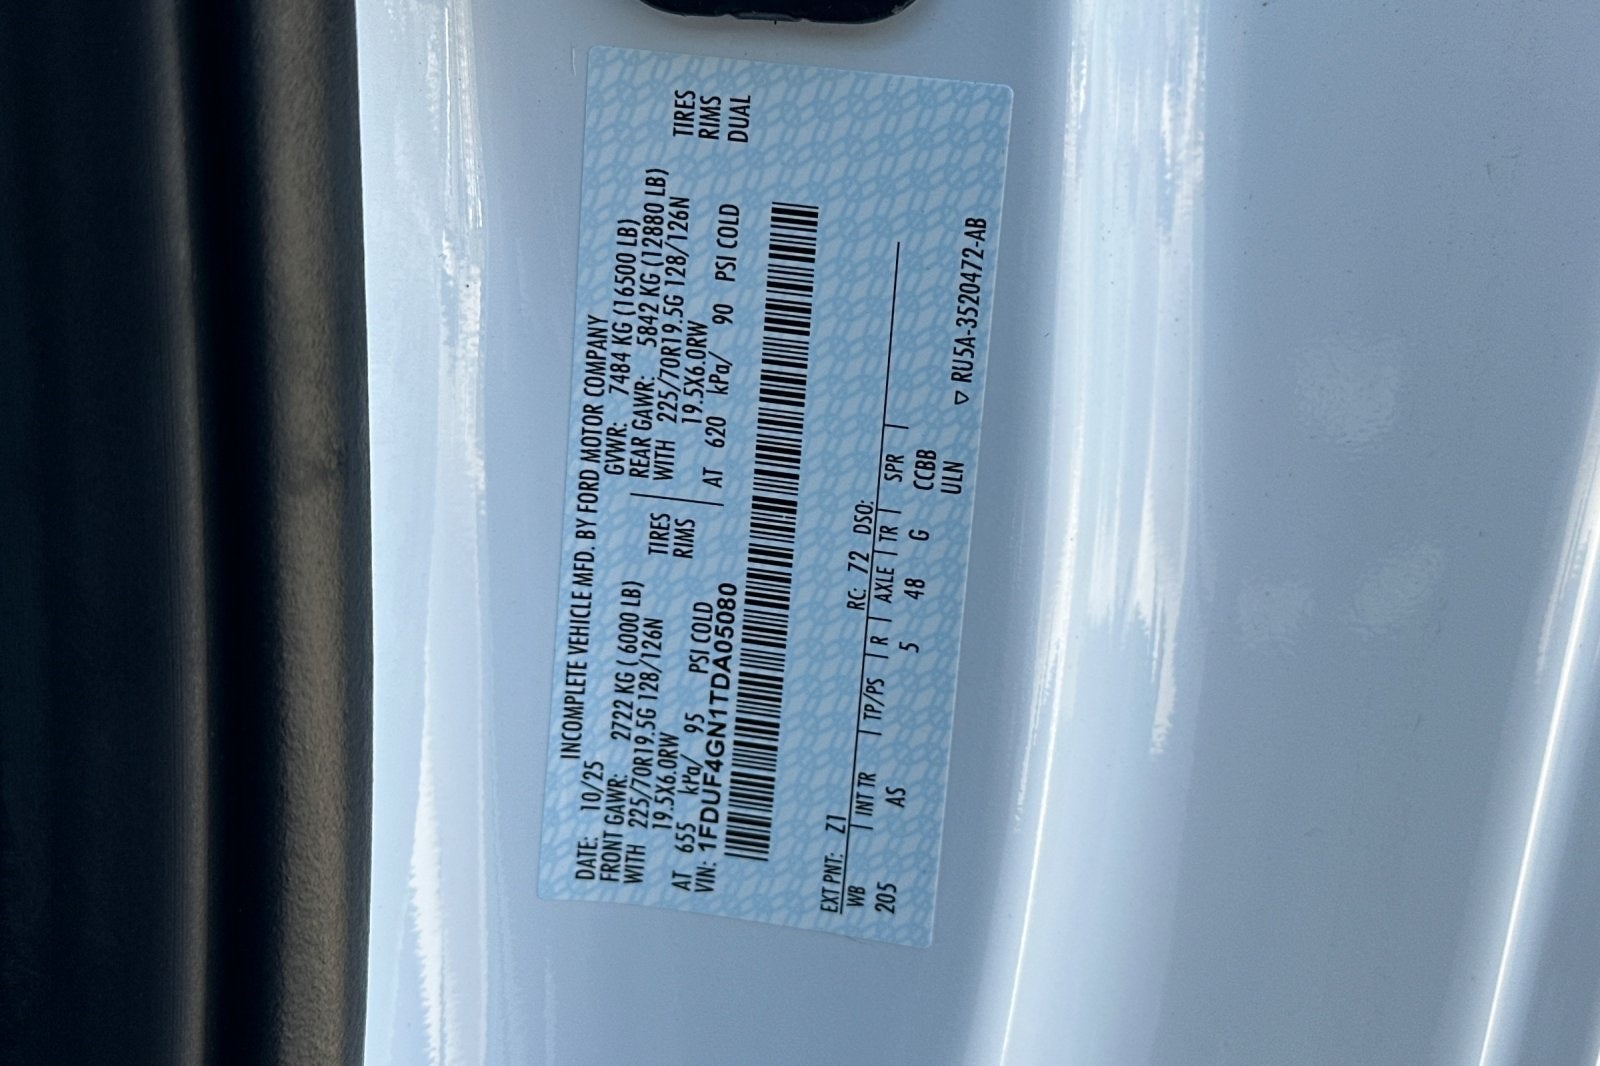 INCOMPLETE VEHICLE MFD. BY FORD MOTOR COMPANY
DATE: 10/25 GVWR: 7484 KG (16500 LB)
FRONT GAWR: 2722 KG ( 6000 LB) REAR GAWR: 5842 KG (12880 LB)
WITH 225/70R19.5G 128/126N TIRES WITH 225/70R19.5G 128/126N TIRES
19.5X6.0RW RIMS 19.5X6.0RW RIMS
AT 655 kPa/ 95 PSI COLD AT 620 kPa/ 90 PSI COLD DUAL
VIN: 1FDUF4GN1TDA05080
EXT PNT: Z1 RC: 72 DSO:
WB INT TR TP/PS R AXLE TR SPR
205 AS 5 48 G CCBB
ULN
▽ RU5A-3520472-AB